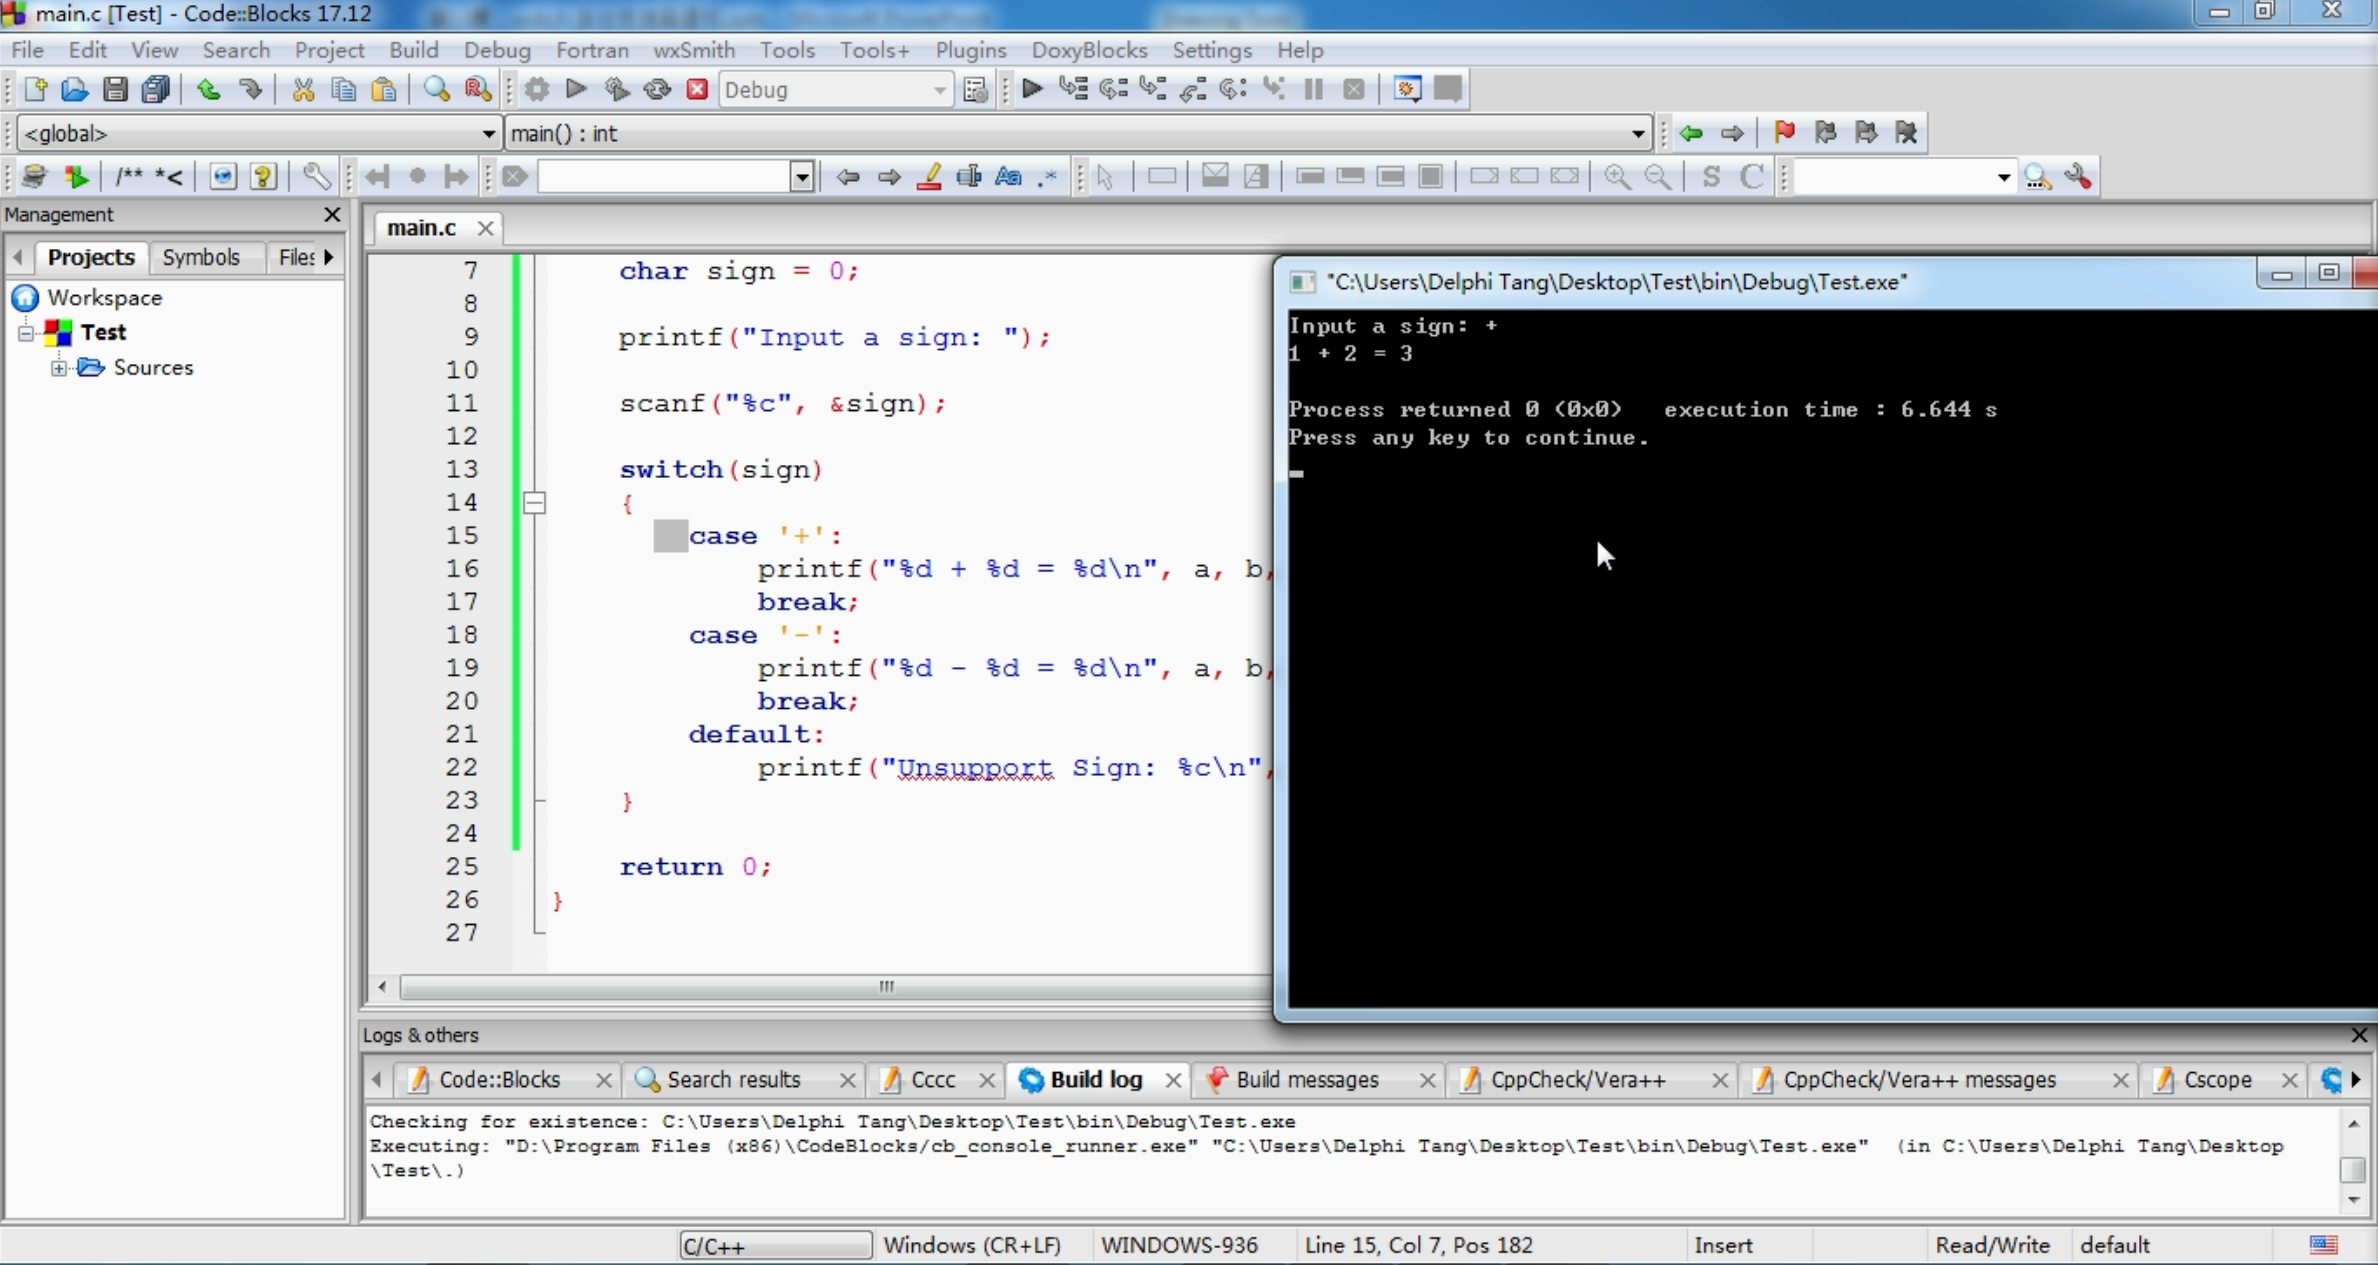 main.c [Test] - Code::Blocks 17.12
File Edit View Search Project Build Debug Fortran wxSmith Tools Tools+ Plugins DoxyBlocks Settings Help
Debug
<global> main() : int
/** *<
S C
Management
main.c
Projects Symbols Files
Workspace
Test
Sources
7 char sign = 0;
8
9 printf("Input a sign: ");
10
11 scanf("%c", &sign);
12
13 switch(sign)
14 {
15 case '+':
16 printf("%d + %d = %d\n", a, b,
17 break;
18 case '-':
19 printf("%d - %d = %d\n", a, b,
20 break;
21 default:
22 printf("Unsupport Sign: %c\n",
23 }
24
25 return 0;
26 }
27
"C:\Users\Delphi Tang\Desktop\Test\bin\Debug\Test.exe"
Input a sign: +
1 + 2 = 3
Process returned 0 (0x0) execution time : 6.644 s
Press any key to continue.
Logs & others
Code::Blocks Search results Cccc Build log Build messages CppCheck/Vera++ CppCheck/Vera++ messages Cscope
Checking for existence: C:\Users\Delphi Tang\Desktop\Test\bin\Debug\Test.exe
Executing: "D:\Program Files (x86)\CodeBlocks/cb_console_runner.exe" "C:\Users\Delphi Tang\Desktop\Test\bin\Debug\Test.exe" (in C:\Users\Delphi Tang\Desktop
\Test\.)
C/C++ Windows (CR+LF) WINDOWS-936 Line 15, Col 7, Pos 182 Insert Read/Write default